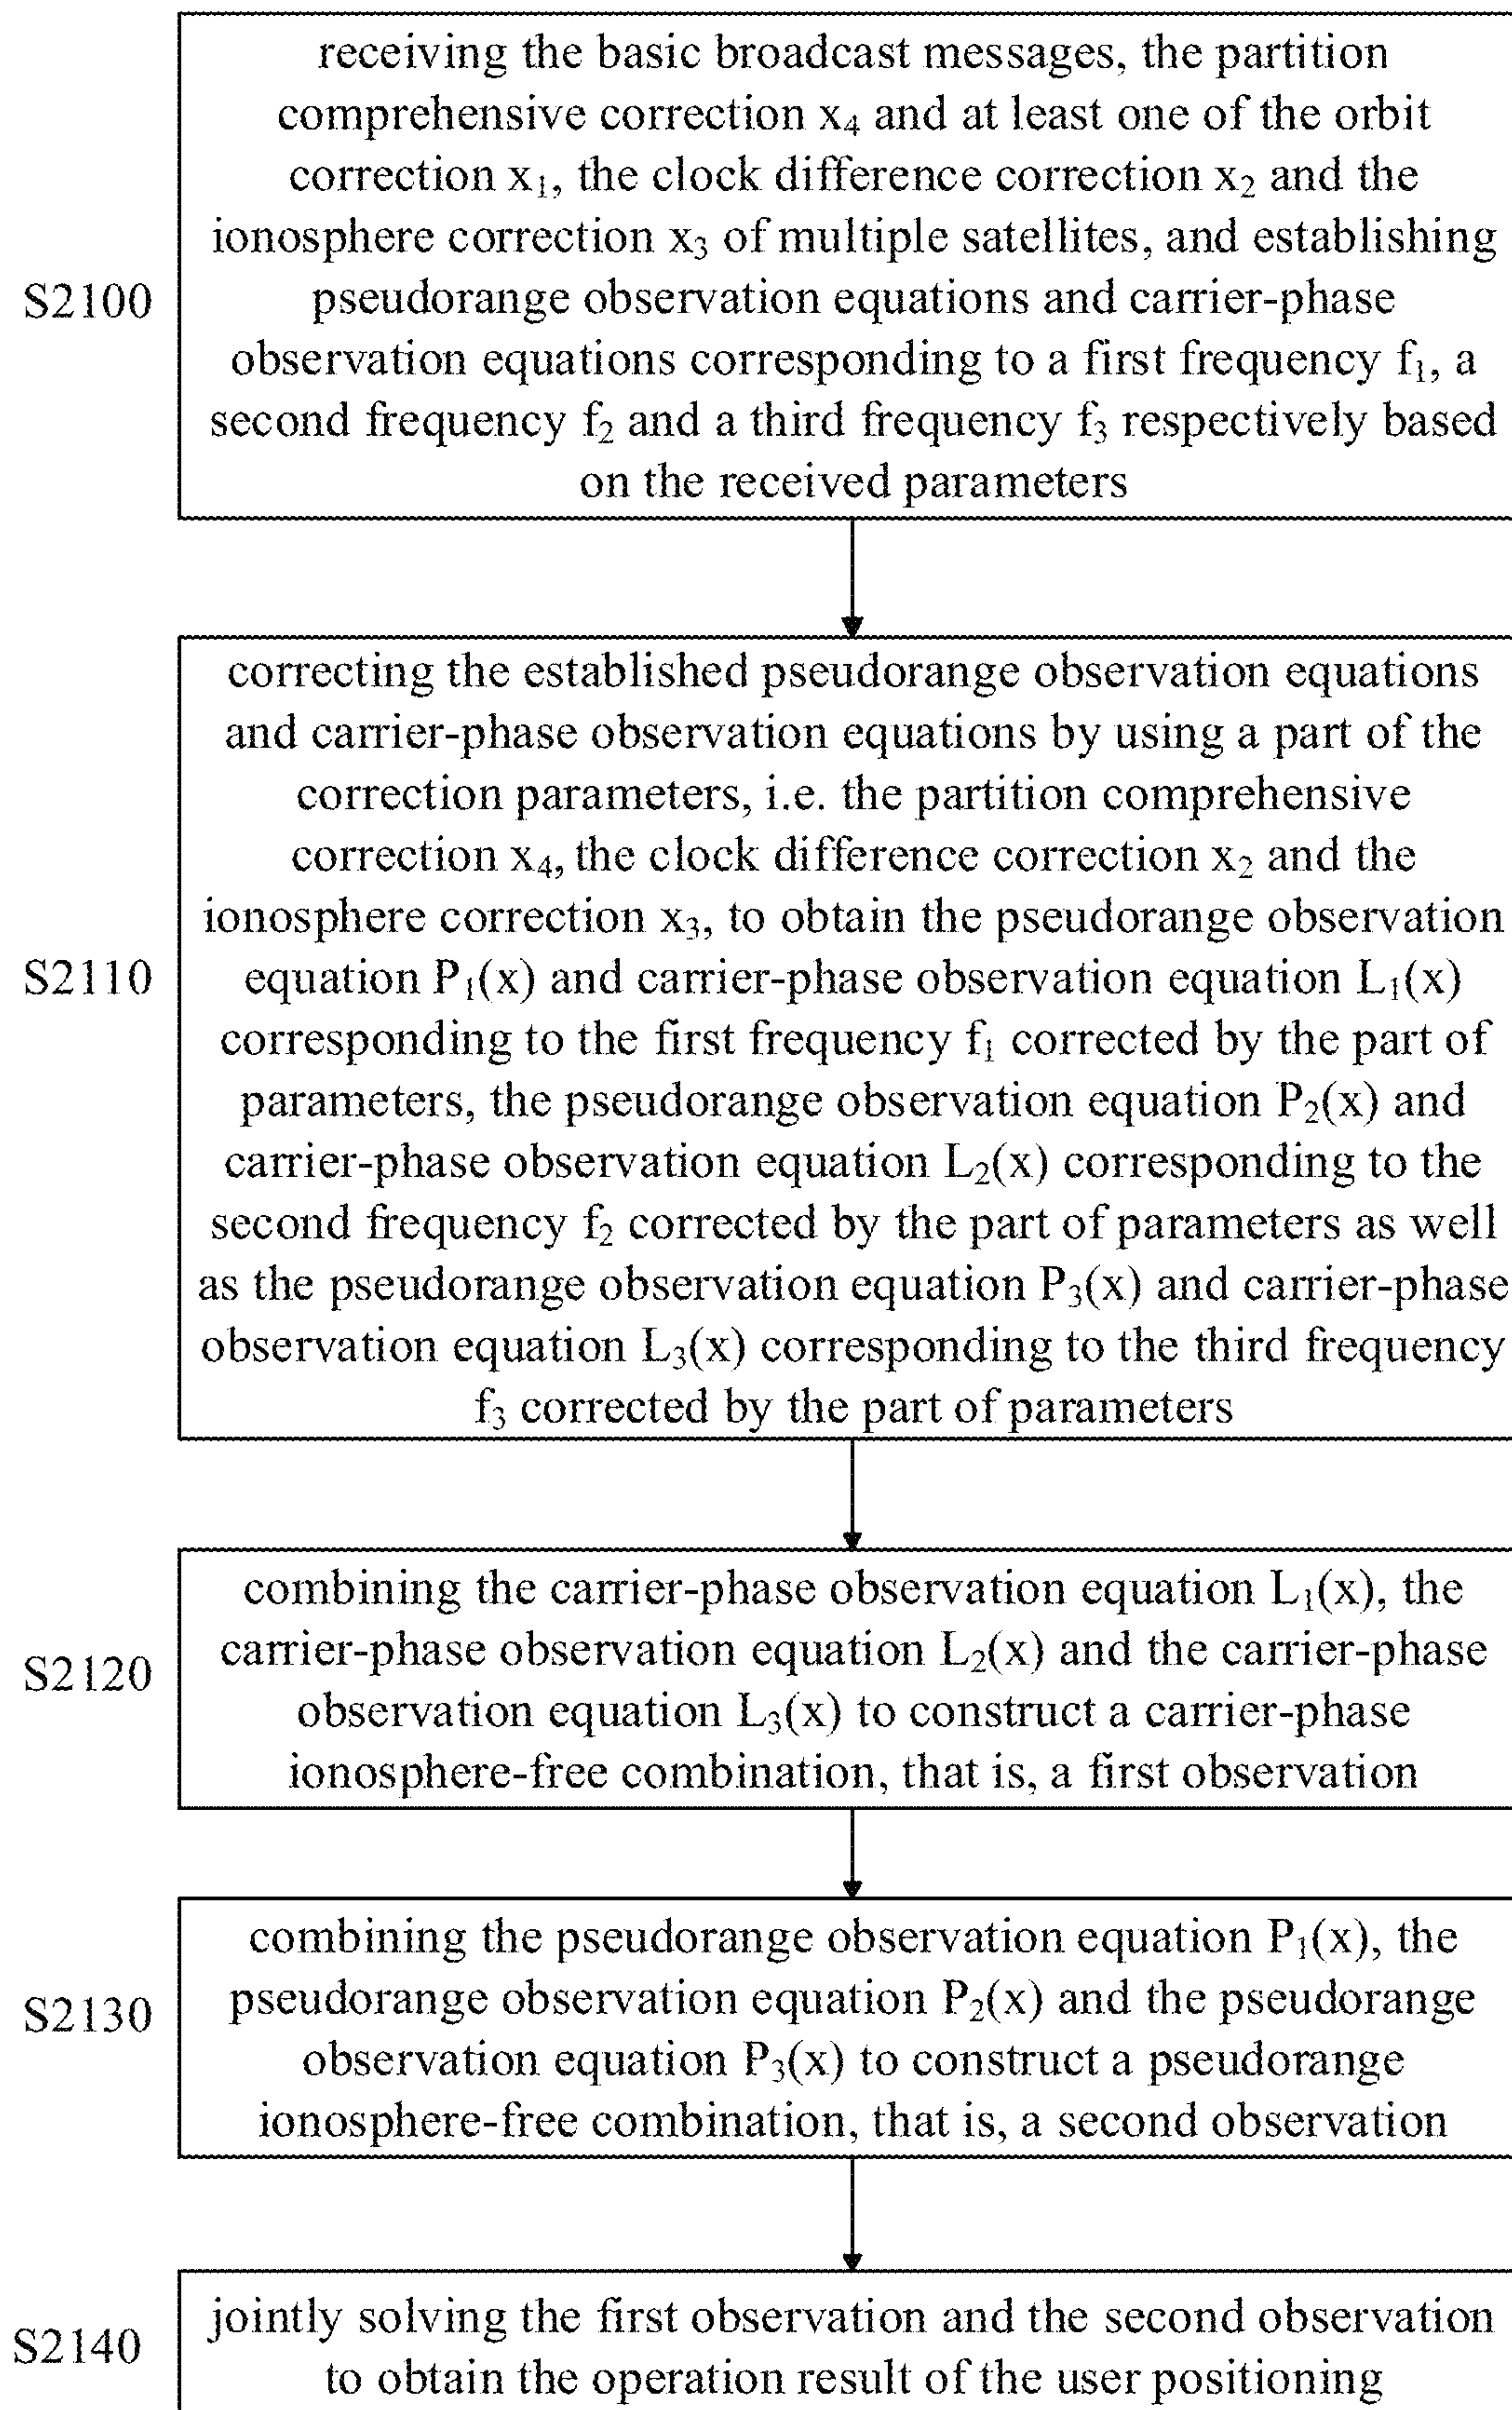 receiving the basic broadcast messages, the partition
comprehensive correction x₄ and at least one of the orbit
correction x₁, the clock difference correction x₂ and the
ionosphere correction x₃ of multiple satellites, and establishing
S2100
pseudorange observation equations and carrier-phase
observation equations corresponding to a first frequency f₁, a
second frequency f₂ and a third frequency f₃ respectively based
on the received parameters
correcting the established pseudorange observation equations
and carrier-phase observation equations by using a part of the
correction parameters, i.e. the partition comprehensive
correction x₄, the clock difference correction x₂ and the
ionosphere correction x₃, to obtain the pseudorange observation
S2110
equation P₁(x) and carrier-phase observation equation L₁(x)
corresponding to the first frequency f₁ corrected by the part of
parameters, the pseudorange observation equation P₂(x) and
carrier-phase observation equation L₂(x) corresponding to the
second frequency f₂ corrected by the part of parameters as well
as the pseudorange observation equation P₃(x) and carrier-phase
observation equation L₃(x) corresponding to the third frequency
f₃ corrected by the part of parameters
combining the carrier-phase observation equation L₁(x), the
S2120
carrier-phase observation equation L₂(x) and the carrier-phase
observation equation L₃(x) to construct a carrier-phase
ionosphere-free combination, that is, a first observation
combining the pseudorange observation equation P₁(x), the
S2130
pseudorange observation equation P₂(x) and the pseudorange
observation equation P₃(x) to construct a pseudorange
ionosphere-free combination, that is, a second observation
S2140
jointly solving the first observation and the second observation
to obtain the operation result of the user positioning